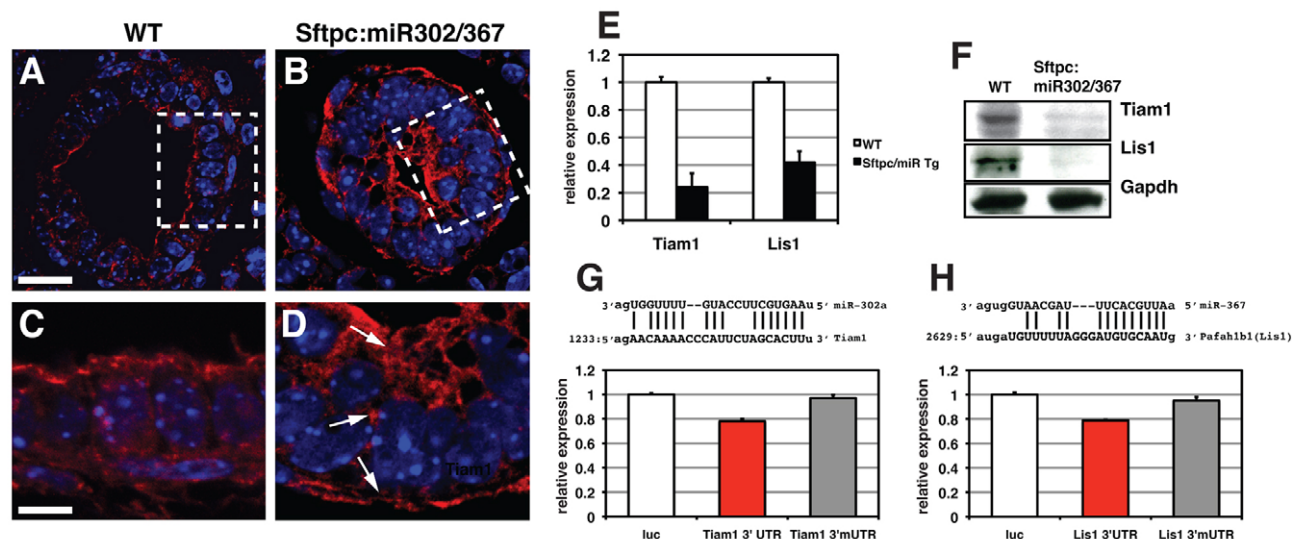 WT
Sftpc:miR302/367
A
B
C
D
Tiam1
E
1.2
1
0.8
0.6
0.4
0.2
0
relative expression
WT
Sftpc/miR Tg
Tiam1
Lis1
F
WT
Sftpc:
miR302/367
Tiam1
Lis1
Gapdh
G
3'agUGGUUUU--GUACCUUCGUGAAu5' miR-302a
1233:5'agAACAAAACCCAUUCUAGCACUUu3' Tiam1
1.2
1
0.8
0.6
0.4
0.2
0
relative expression
luc
Tiam1 3' UTR
Tiam1 3'mUTR
H
3'agugGUAACGAU---UUCACGUUAa 5'miR-367
2629:5'augaUGUUUUUAGGGAUGUGCAAUg 3'Pafah1b1(Lis1)
1.2
1
0.8
0.6
0.4
0.2
0
relative expression
luc
Lis1 3'UTR
Lis1 3'mUTR